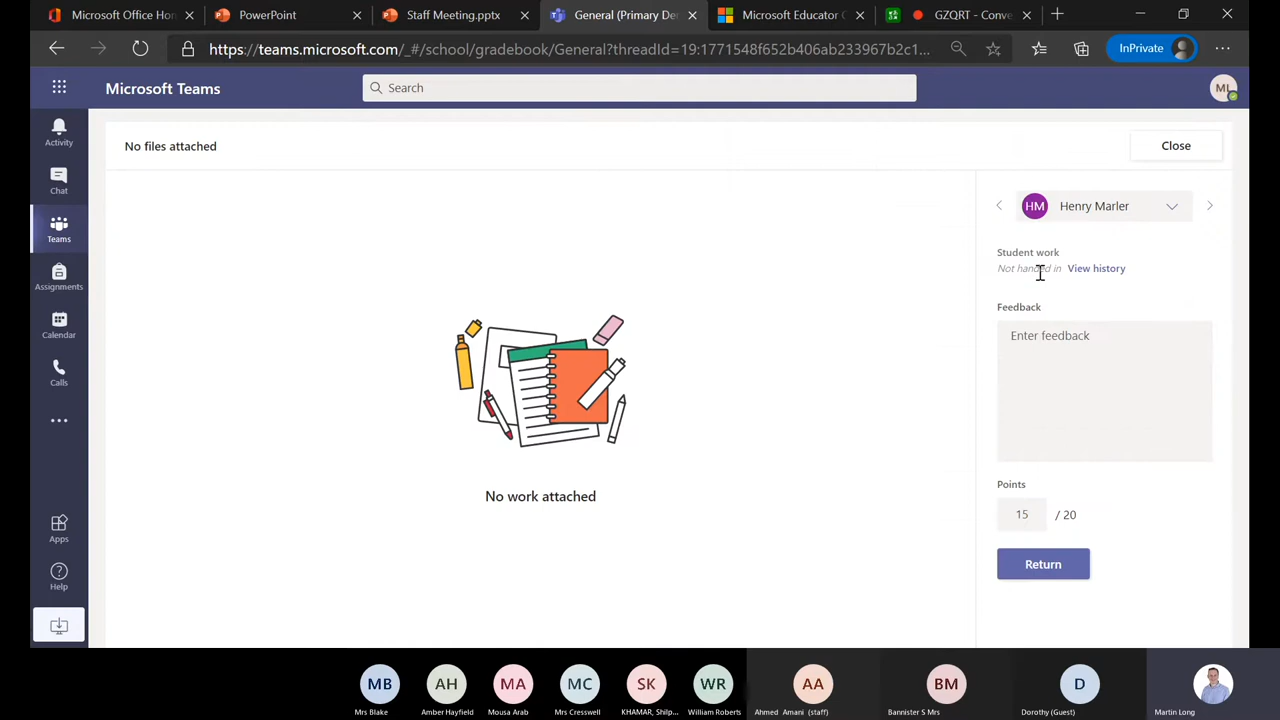 Microsoft Office Hon
PowerPoint
Staff Meeting.pptx
General (Primary De
Microsoft Educator C
GZQRT - Conve
https://teams.microsoft.com/_#/school/gradebook/General?threadId=19:1771548f652b406ab233967b2c1...
InPrivate
Microsoft Teams
Search
ML
Activity
Chat
Teams
Assignments
Calendar
Calls
Apps
Help
No files attached
Close
No work attached
HM
Henry Marler
Student work
Not handed in
View history
Feedback
Enter feedback
Points
15 / 20
Return
MB
AH
MA
MC
SK
WR
AA
BM
D
Mrs Blake
Amber Hayfield
Mousa Arab
Mrs Cresswell
KHAMAR, Shilp...
William Roberts
Ahmed Amani (staff)
Bannister S Mrs
Dorothy (Guest)
Martin Long